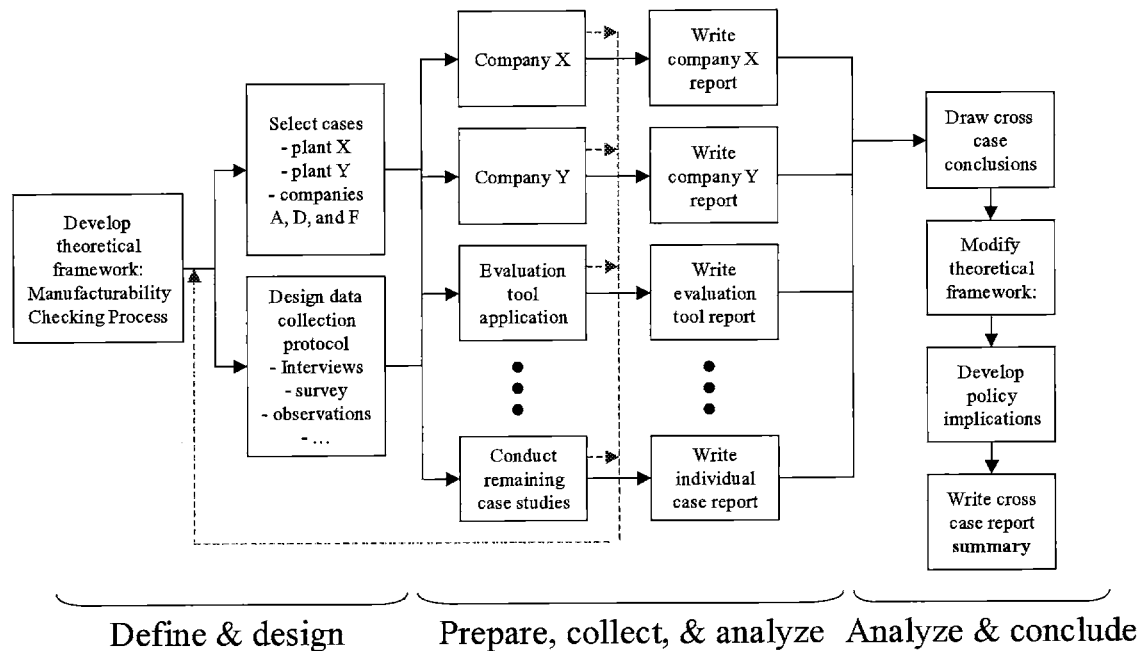 Develop
theoretical
framework:
Manufacturability
Checking Process
Select cases
- plant X
- plant Y
- companies
A, D, and F
Design data
collection
protocol
- Interviews
- survey
- observations
- ...
Company X
Company Y
Evaluation
tool
application
Conduct
remaining
case studies
Write
company X
report
Write
company Y
report
Write
evaluation
tool report
Write
individual
case report
Draw cross
case
conclusions
Modify
theoretical
framework:
Develop
policy
implications
Write cross
case report
summary
Define & design
Prepare, collect, & analyze
Analyze & conclude